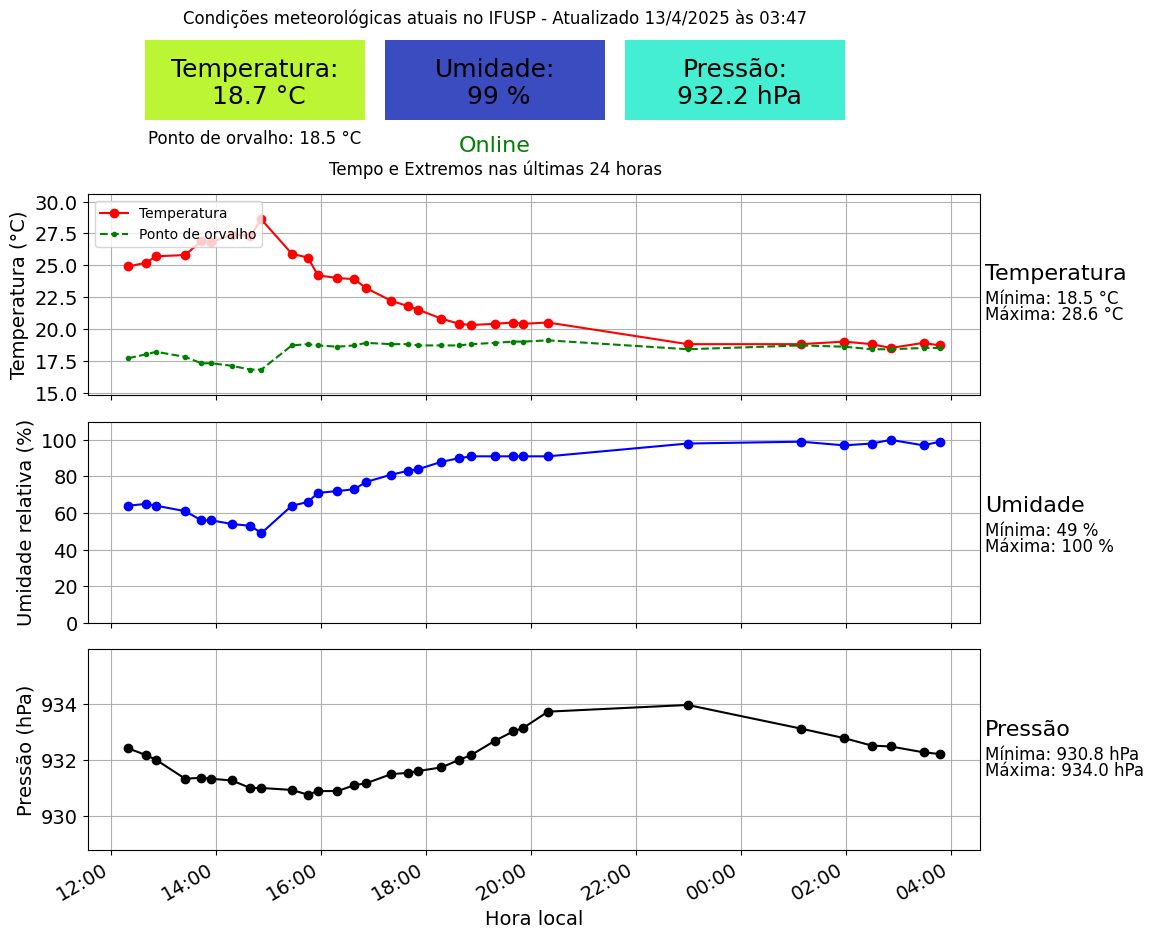 Condições meteorológicas atuais no IFUSP - Atualizado 13/4/2025 às 03:47
Temperatura:
18.7 °C
Umidade:
99 %
Pressão:
932.2 hPa
Ponto de orvalho: 18.5 °C
Online
Tempo e Extremos nas últimas 24 horas
Temperatura (°C)
30.0
27.5
25.0
22.5
20.0
17.5
15.0
Temperatura
Ponto de orvalho
Temperatura
Mínima: 18.5 °C
Máxima: 28.6 °C
Umidade relativa (%)
100
80
60
40
20
0
Umidade
Mínima: 49 %
Máxima: 100 %
Pressão (hPa)
934
932
930
Pressão
Mínima: 930.8 hPa
Máxima: 934.0 hPa
12:00
14:00
16:00
18:00
20:00
22:00
00:00
02:00
04:00
Hora local